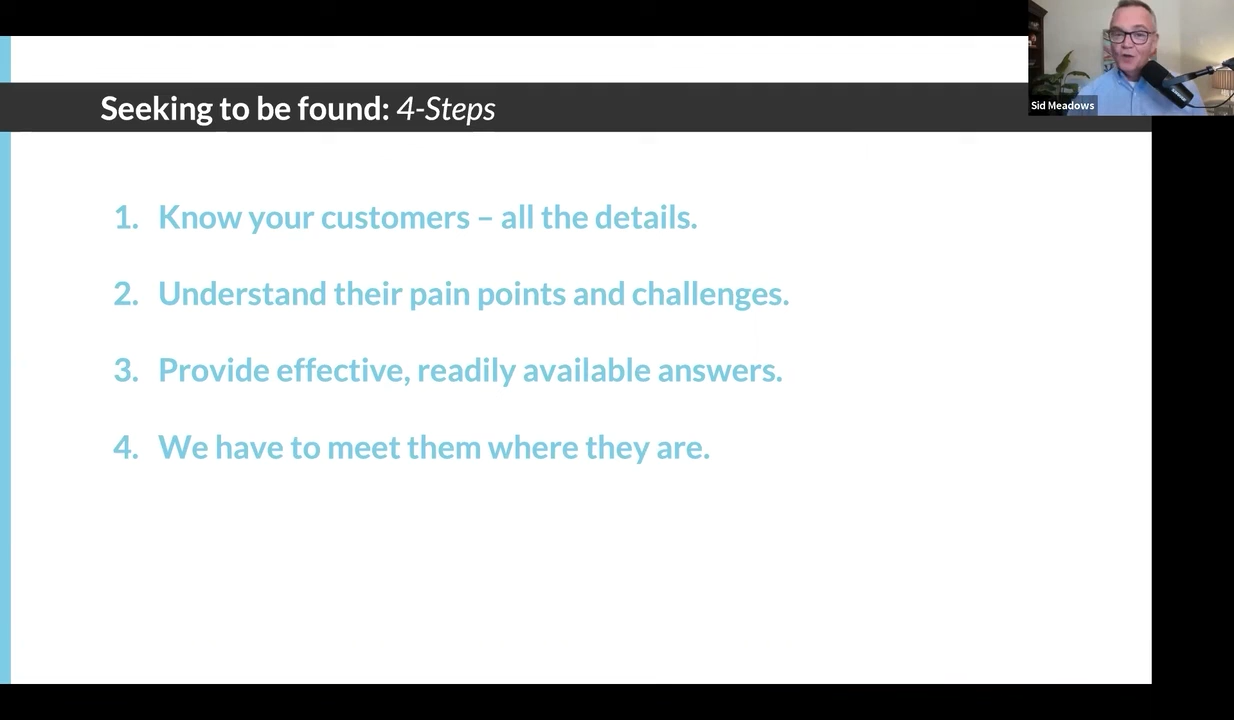 Seeking to be found: 4-Steps
Sid Meadows
1. Know your customers – all the details.
2. Understand their pain points and challenges.
3. Provide effective, readily available answers.
4. We have to meet them where they are.